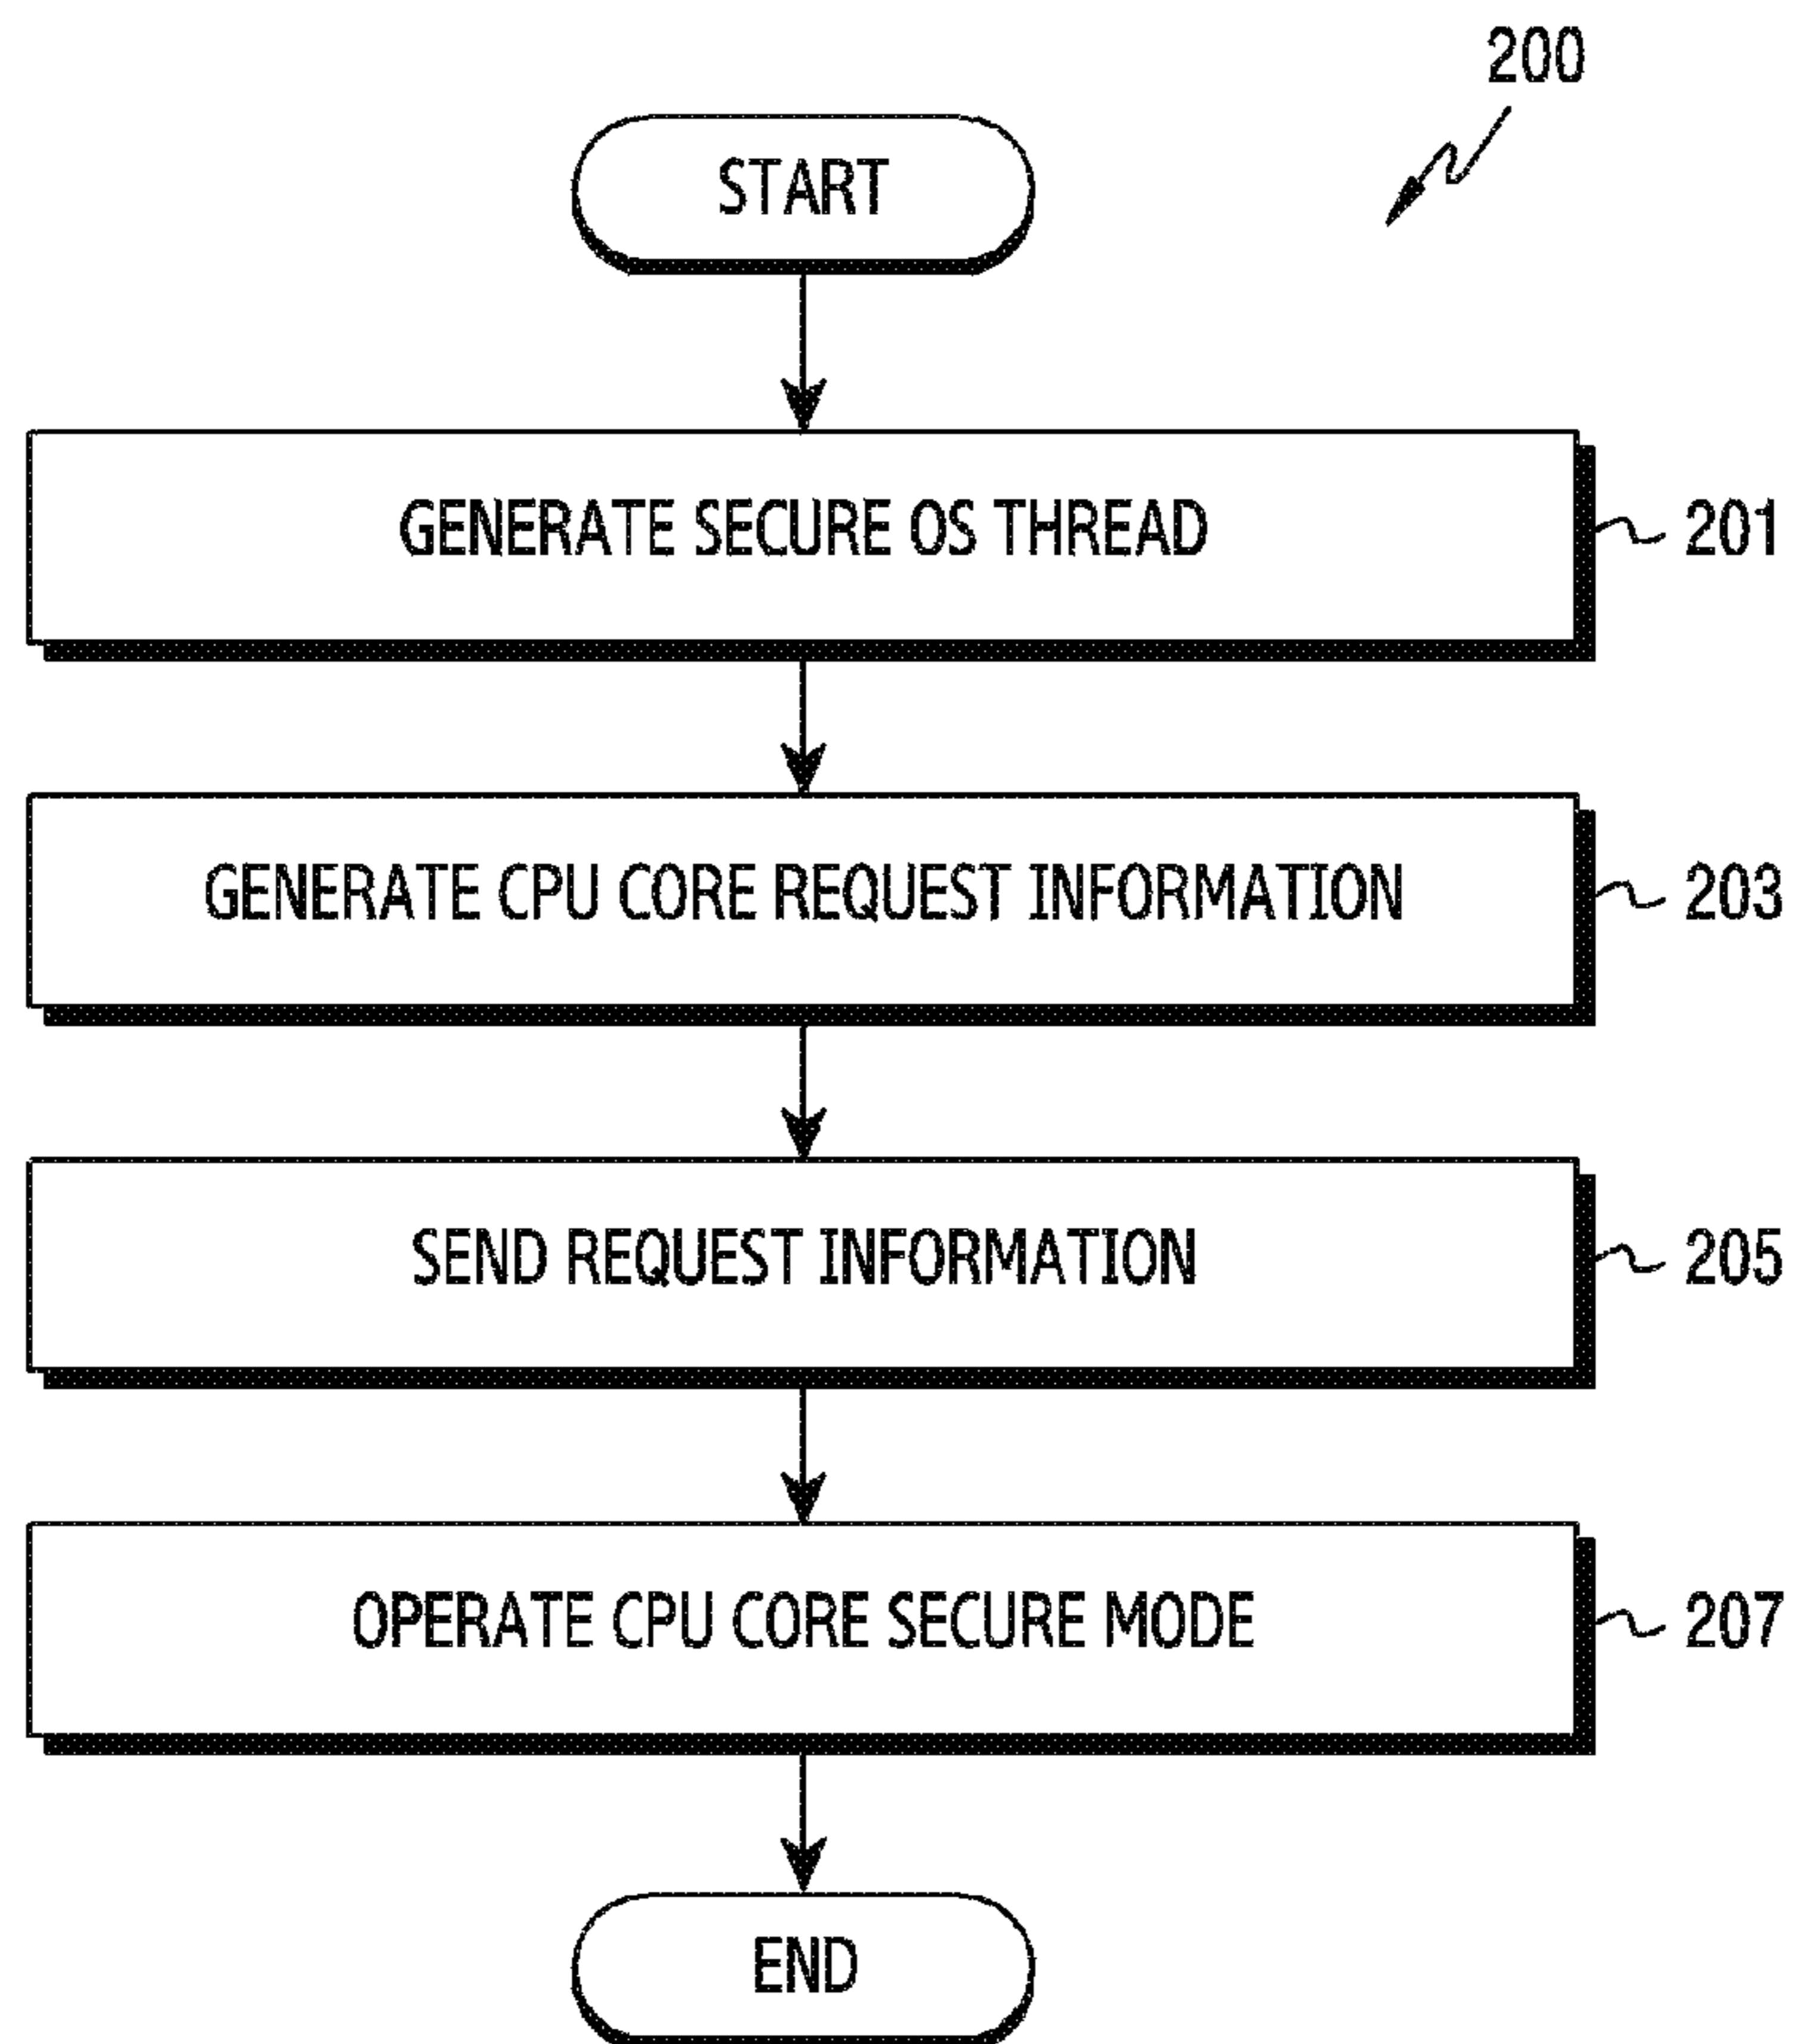 200
START
GENERATE SECURE OS THREAD
201
GENERATE CPU CORE REQUEST INFORMATION
203
SEND REQUEST INFORMATION
205
OPERATE CPU CORE SECURE MODE
207
END